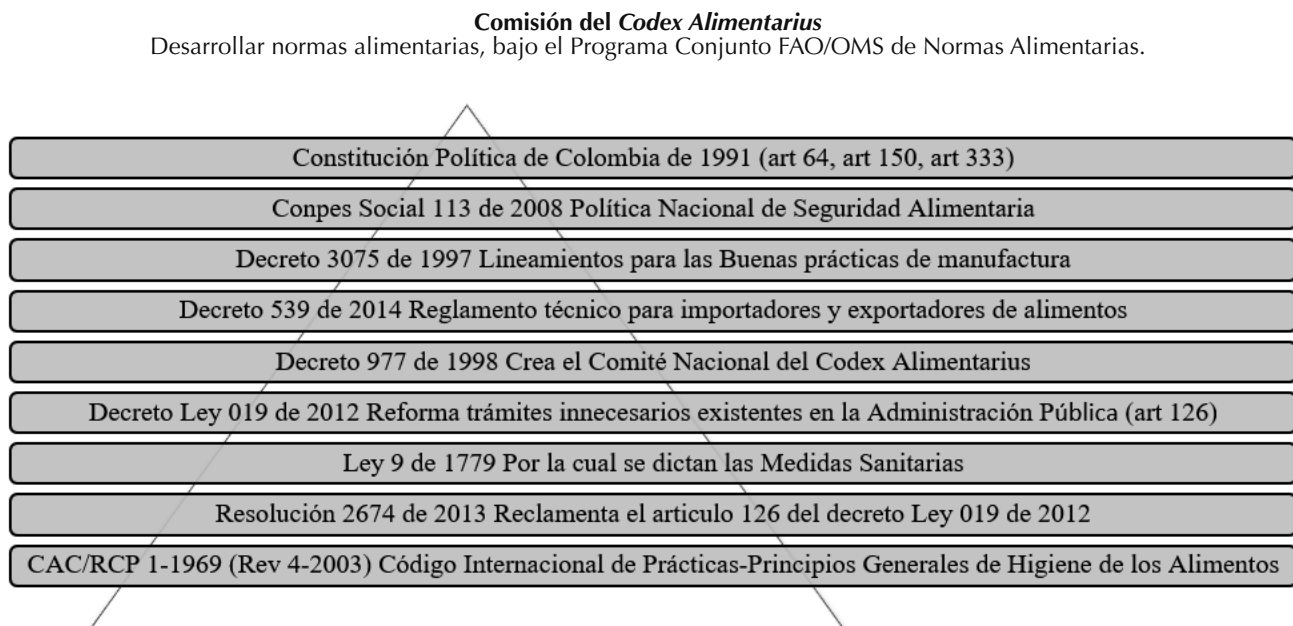 Comisión del Codex Alimentarius
Desarrollar normas alimentarias, bajo el Programa Conjunto FAO/OMS de Normas Alimentarias.
Constitución Política de Colombia de 1991 (art 64, art 150, art 333)
Conpes Social 113 de 2008 Política Nacional de Seguridad Alimentaria
Decreto 3075 de 1997 Lineamientos para las Buenas prácticas de manufactura
Decreto 539 de 2014 Reglamento técnico para importadores y exportadores de alimentos
Decreto 977 de 1998 Crea el Comité Nacional del Codex Alimentarius
Decreto Ley 019 de 2012 Reforma trámites innecesarios existentes en la Administración Pública (art 126)
Ley 9 de 1779 Por la cual se dictan las Medidas Sanitarias
Resolución 2674 de 2013 Reclamenta el articulo 126 del decreto Ley 019 de 2012
CAC/RCP 1-1969 (Rev 4-2003) Código Internacional de Prácticas-Principios Generales de Higiene de los Alimentos